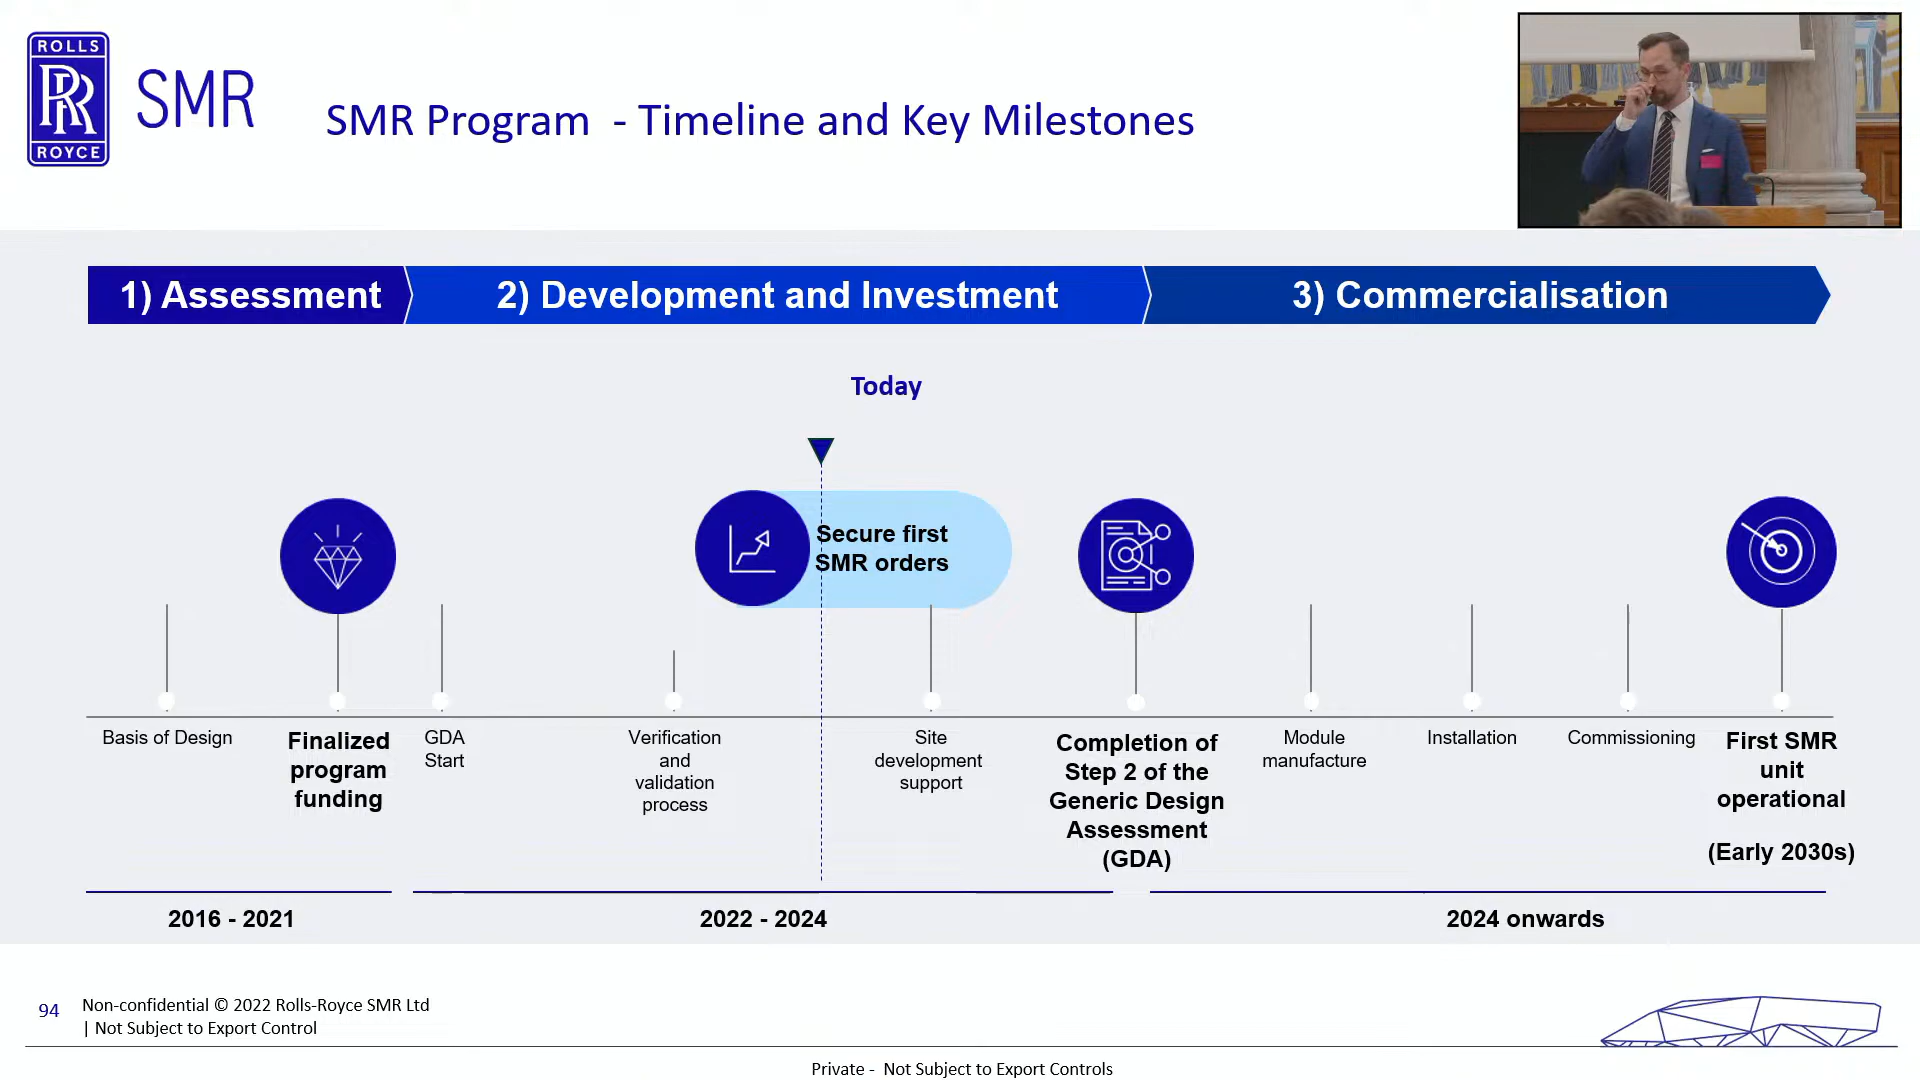 ROLLS
RR
ROYCE
SMR
SMR Program - Timeline and Key Milestones
1) Assessment
2) Development and Investment
3) Commercialisation
Today
Secure first
SMR orders
Basis of Design
Finalized
program
funding
GDA
Start
Verification
and
validation
process
Site
development
support
Completion of
Step 2 of the
Generic Design
Assessment
(GDA)
Module
manufacture
Installation
Commissioning
First SMR
unit
operational
(Early 2030s)
2016 - 2021
2022 - 2024
2024 onwards
94
Non-confidential © 2022 Rolls-Royce SMR Ltd
| Not Subject to Export Control
Private - Not Subject to Export Controls